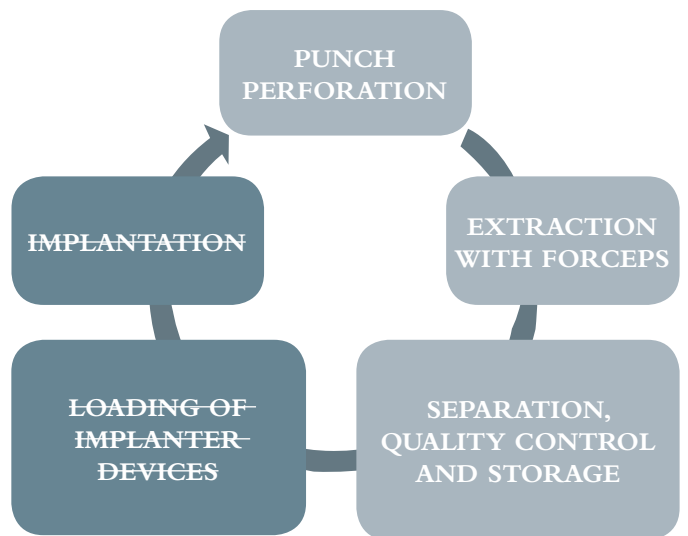 PUNCH
PERFORATION
EXTRACTION
WITH FORCEPS
SEPARATION,
QUALITY CONTROL
AND STORAGE
LOADING OF
IMPLANTER
DEVICES
IMPLANTATION